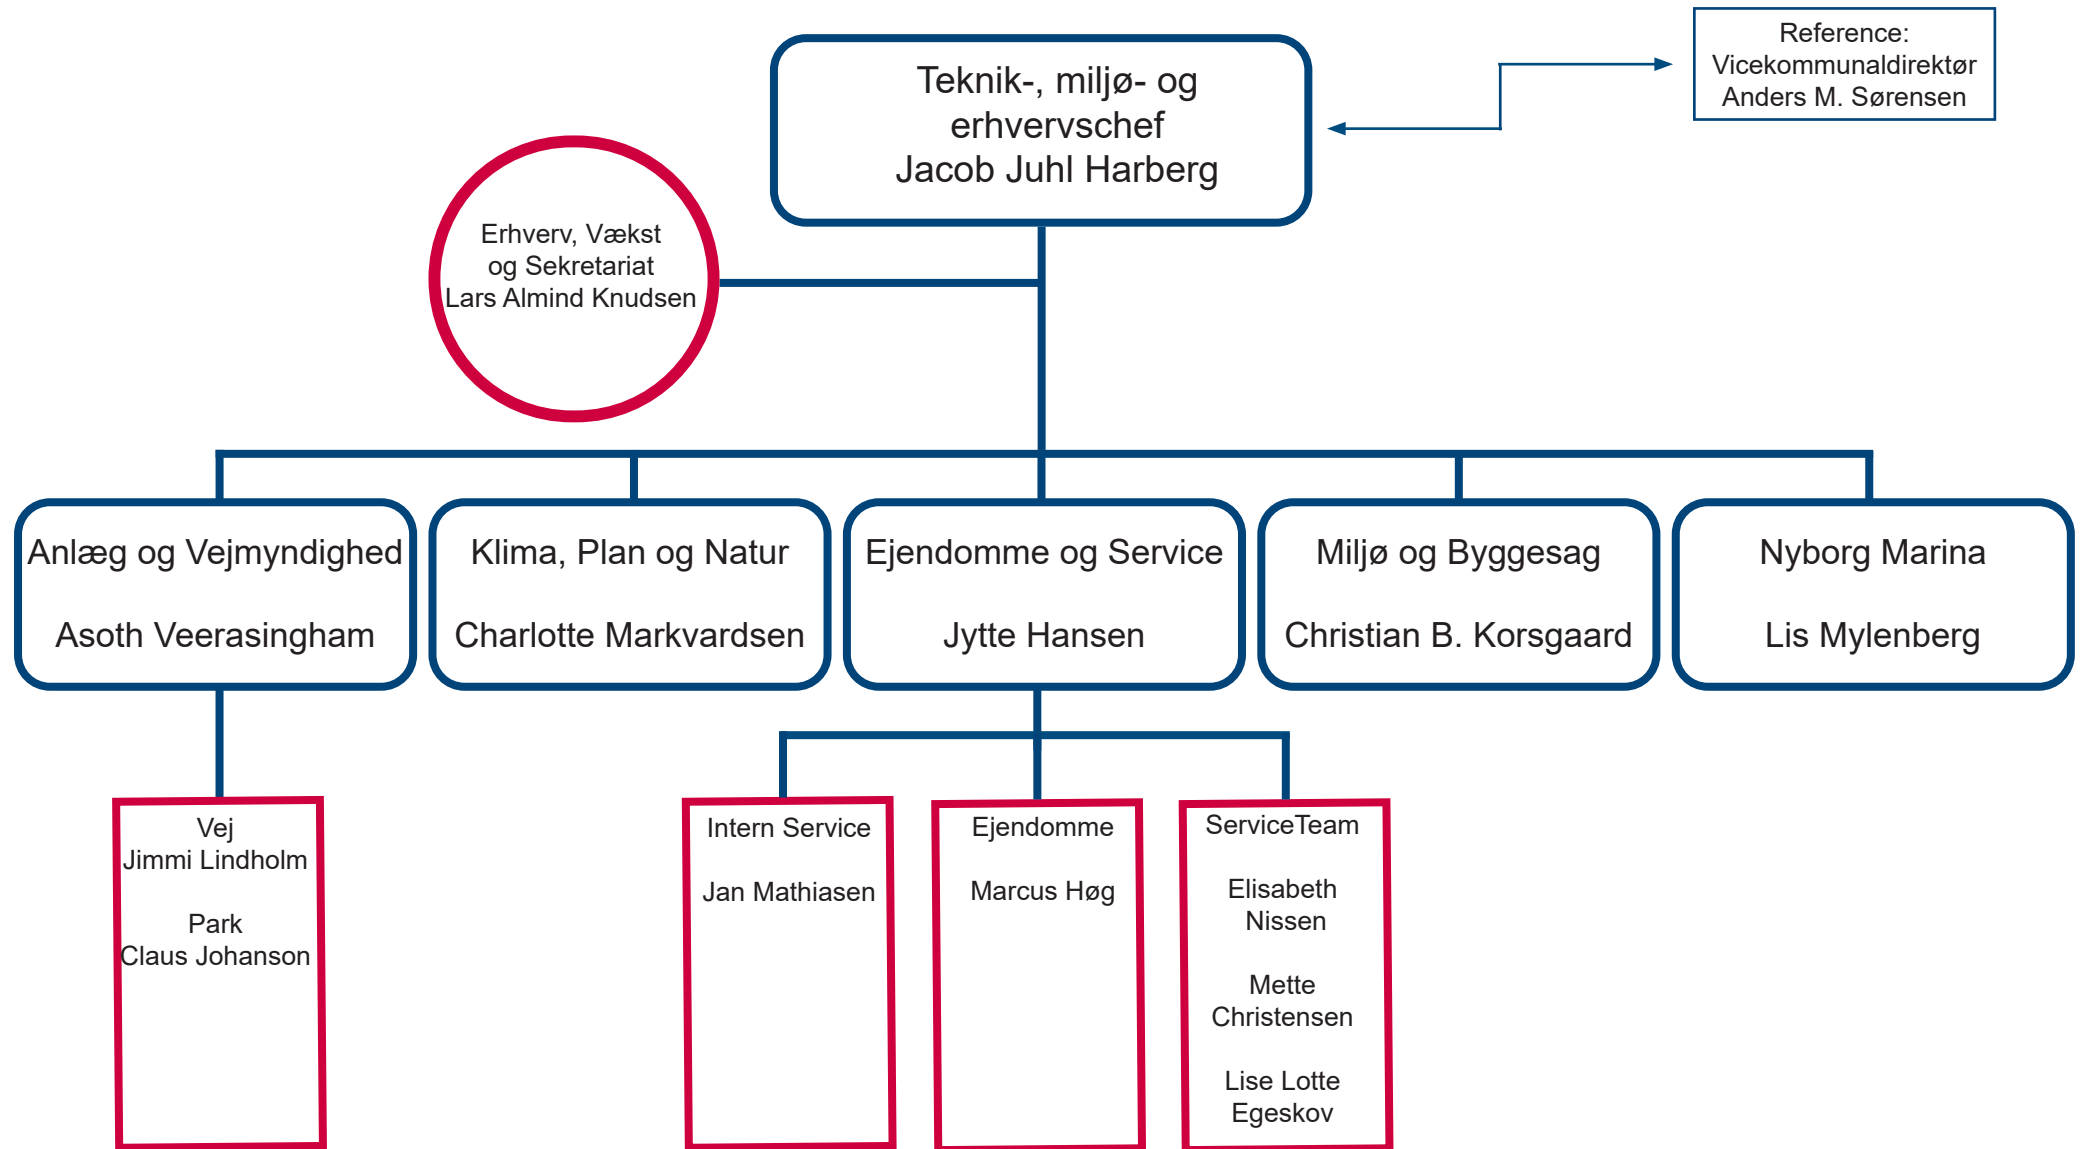 Reference:
Vicekommunaldirektør
Anders M. Sørensen
Teknik-, miljø- og
erhvervschef
Jacob Juhl Harberg
Erhverv, Vækst
og Sekretariat
Lars Almind Knudsen
Anlæg og Vejmyndighed
Asoth Veerasingham
Klima, Plan og Natur
Charlotte Markvardsen
Ejendomme og Service
Jytte Hansen
Miljø og Byggesag
Christian B. Korsgaard
Nyborg Marina
Lis Mylenberg
Vej
Jimmi Lindholm
Park
Claus Johanson
Intern Service
Jan Mathiasen
Ejendomme
Marcus Høg
ServiceTeam
Elisabeth
Nissen
Mette
Christensen
Lise Lotte
Egeskov